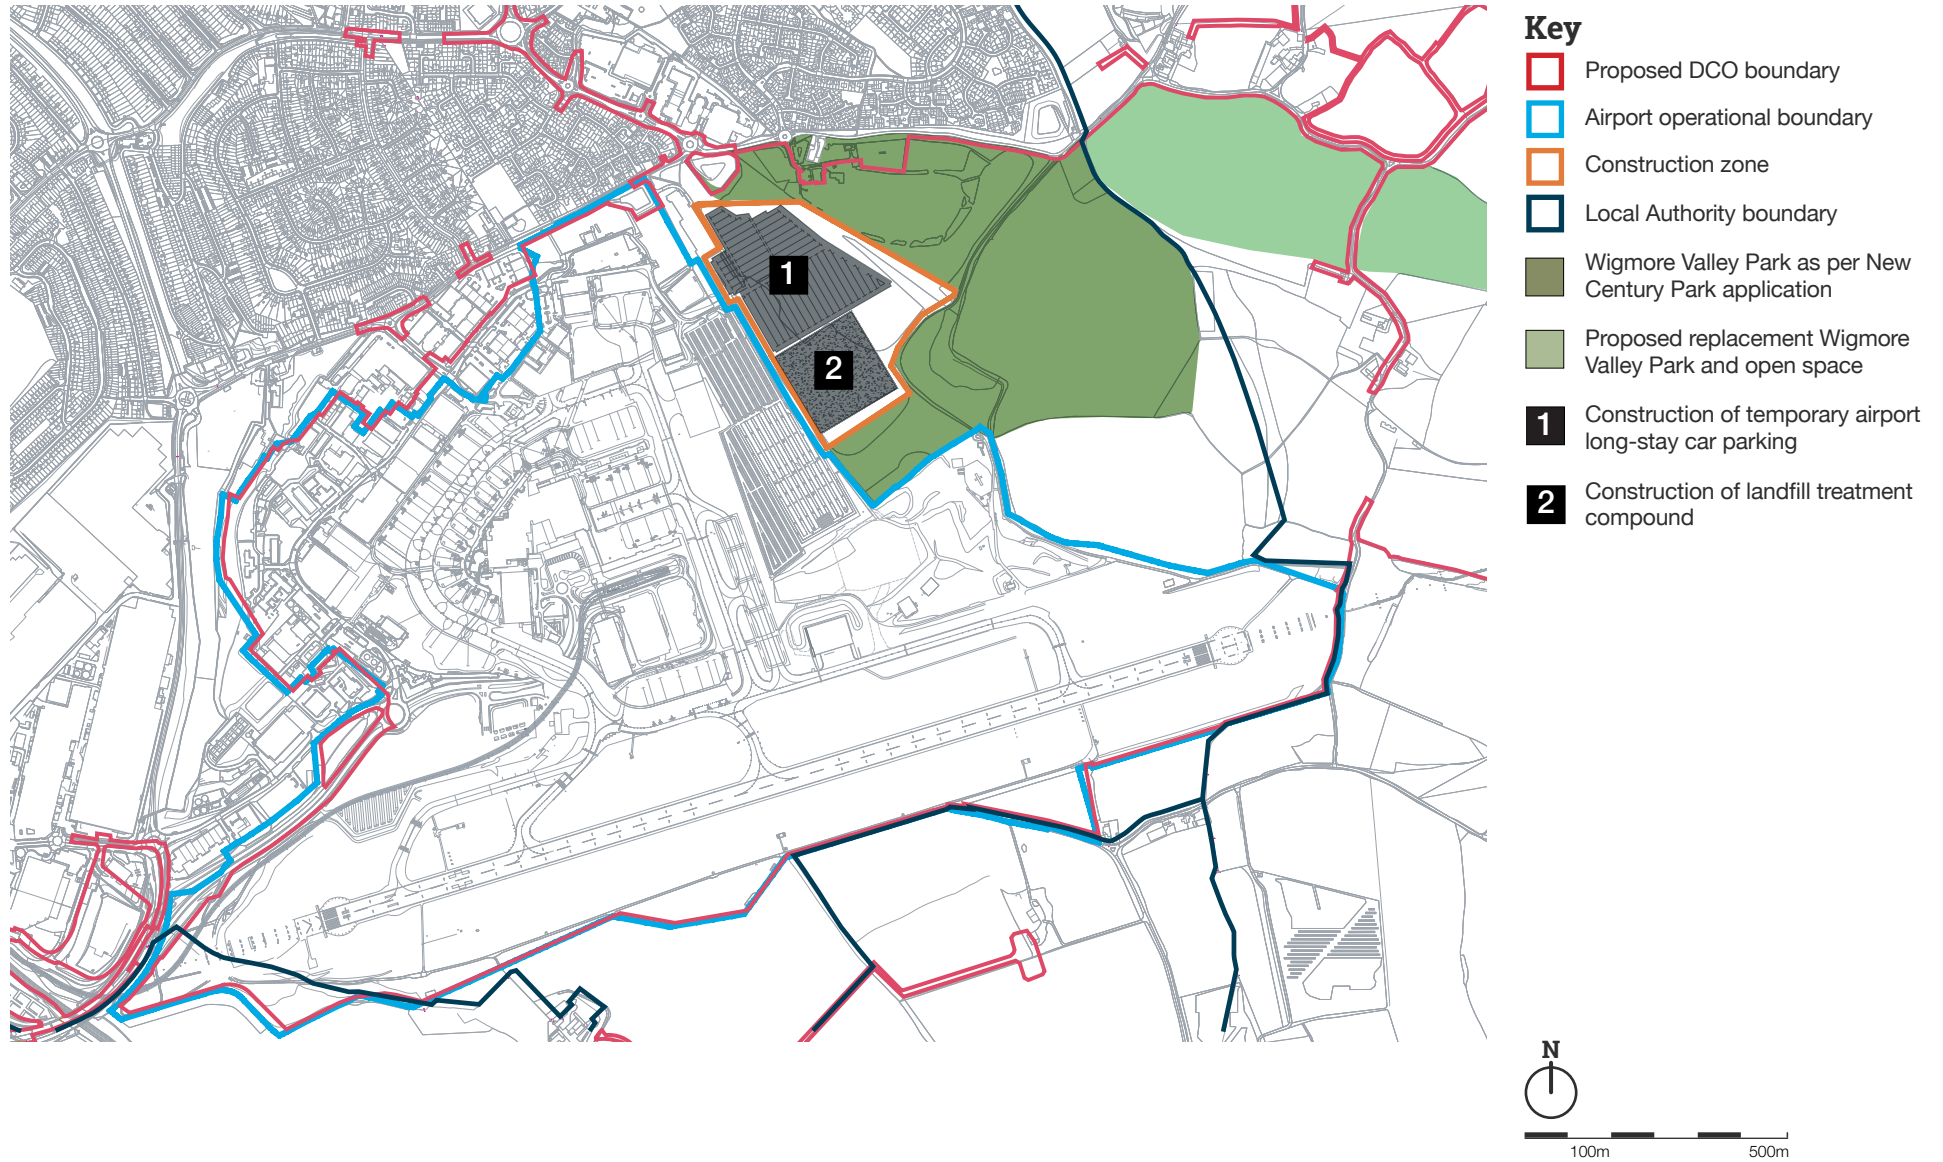 Key
Proposed DCO boundary
Airport operational boundary
Construction zone
Local Authority boundary
Wigmore Valley Park as per New
Century Park application
Proposed replacement Wigmore
Valley Park and open space
1
Construction of temporary airport
long-stay car parking
2
Construction of landfill treatment
compound
1
2
N
100m
500m